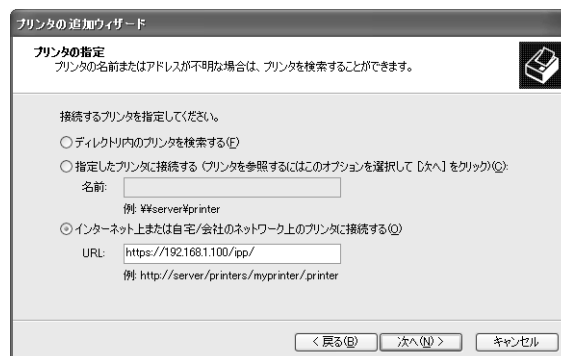 プリンタの追加ウィザード
プリンタの指定
プリンタの名前またはアドレスが不明な場合は、プリンタを検索することができます。
接続するプリンタを指定してください。
ディレクトリ内のプリンタを検索する(F)
指定したプリンタに接続する (プリンタを参照するにはこのオプションを選択して [次へ] をクリック)(C):
名前:
例: ¥¥server¥printer
インターネット上または自宅/会社のネットワーク上のプリンタに接続する(O)
URL: https://192.168.1.100/ipp/
例: http://server/printers/myprinter/.printer
< 戻る(B) 次へ(N) > キャンセル